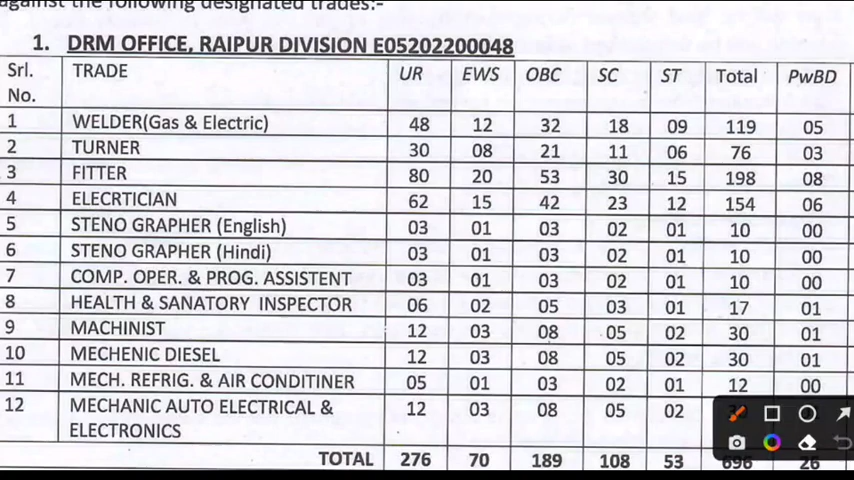 against the following designated trades:-
1. DRM OFFICE, RAIPUR DIVISION E05202200048
Srl. No. TRADE UR EWS OBC SC ST Total PwBD
1 WELDER(Gas & Electric) 48 12 32 18 09 119 05
2 TURNER 30 08 21 11 06 76 03
3 FITTER 80 20 53 30 15 198 08
4 ELECRTICIAN 62 15 42 23 12 154 06
5 STENO GRAPHER (English) 03 01 03 02 01 10 00
6 STENO GRAPHER (Hindi) 03 01 03 02 01 10 00
7 COMP. OPER. & PROG. ASSISTENT 03 01 03 02 01 10 00
8 HEALTH & SANATORY INSPECTOR 06 02 05 03 01 17 01
9 MACHINIST 12 03 08 05 02 30 01
10 MECHENIC DIESEL 12 03 08 05 02 30 01
11 MECH. REFRIG. & AIR CONDITINER 05 01 03 02 01 12 00
12 MECHANIC AUTO ELECTRICAL & 12 03 08 05 02
ELECTRONICS
TOTAL 276 70 189 108 53 696 26